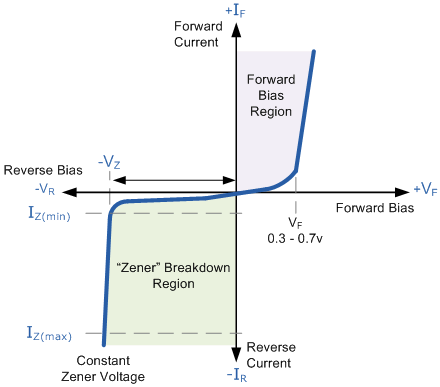 +IF
Forward
Current
Forward
Bias
Region
-VZ
Reverse Bias
-VR
+VF
Forward Bias
IZ(min)
VF
0.3 - 0.7v
“Zener” Breakdown
Region
IZ(max)
Constant
Zener Voltage
Reverse
Current
-IR